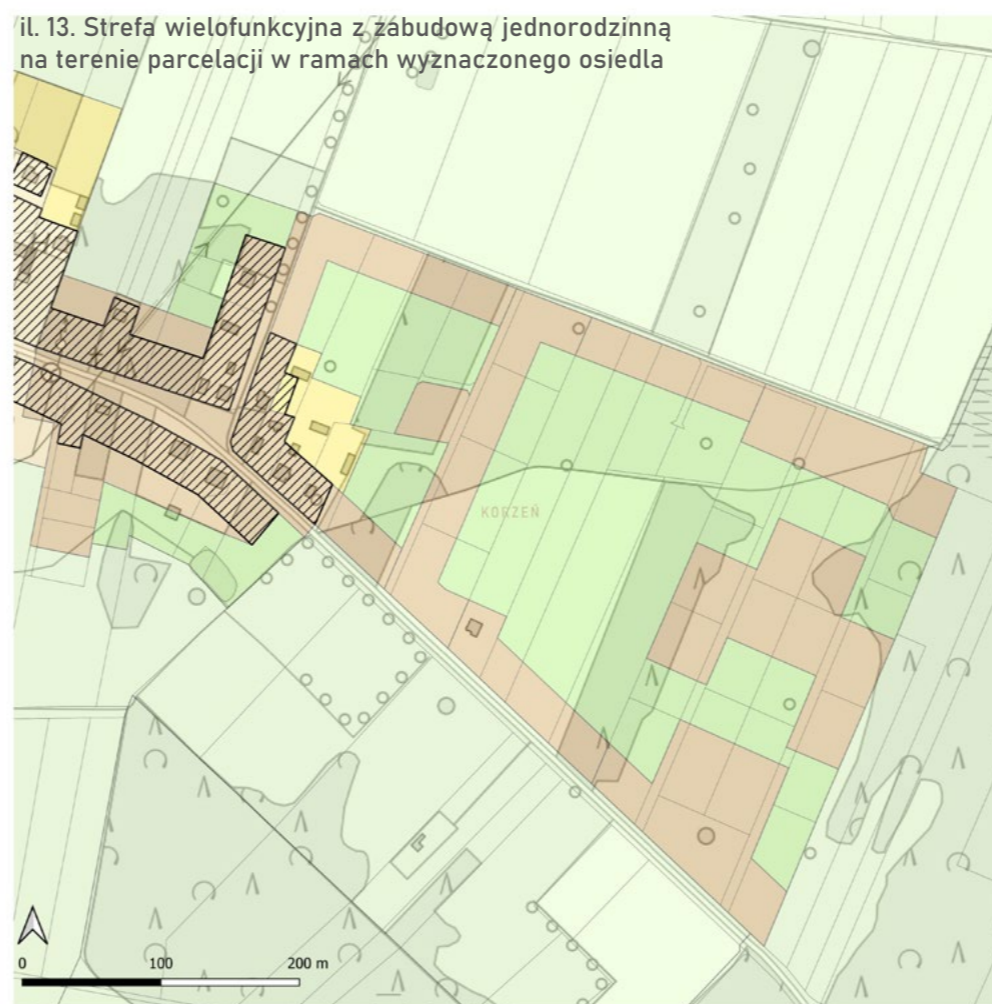 il. 13. Strefa wielofunkcyjna z zabudową jednorodzinną
na terenie parcelacji w ramach wyznaczonego osiedla
KORZEŃ
0 100 200 m